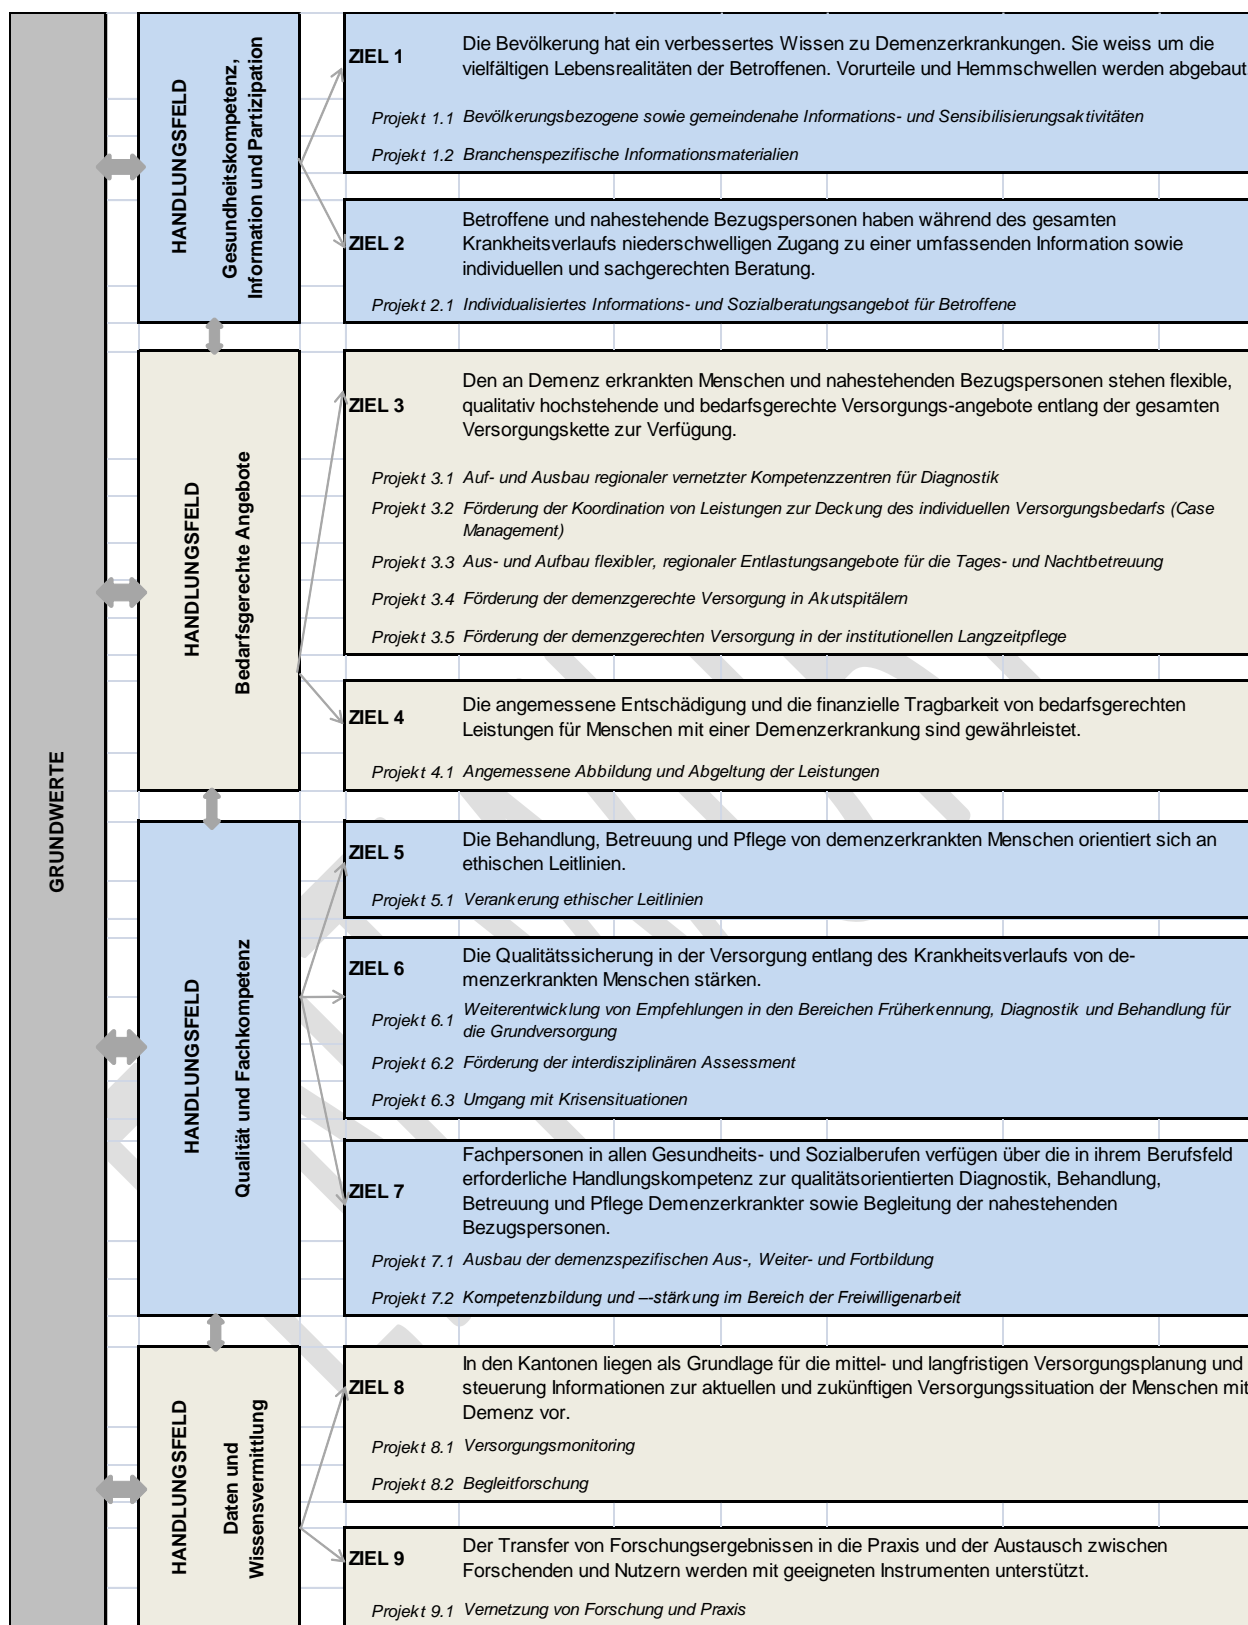 GRUNDWERTE
HANDLUNGSFELD
Gesundheitskompetenz,
Information und Partizipation
ZIEL 1
Die Bevölkerung hat ein verbessertes Wissen zu Demenzerkrankungen. Sie weiss um die
vielfältigen Lebensrealitäten der Betroffenen. Vorurteile und Hemmschwellen werden abgebaut
Projekt 1.1 Bevölkerungsbezogene sowie gemeindenahe Informations- und Sensibilisierungsaktivitäten
Projekt 1.2 Branchenspezifische Informationsmaterialien
ZIEL 2
Betroffene und nahestehende Bezugspersonen haben während des gesamten
Krankheitsverlaufs niederschwelligen Zugang zu einer umfassenden Information sowie
individuellen und sachgerechten Beratung.
Projekt 2.1 Individualisiertes Informations- und Sozialberatungsangebot für Betroffene
HANDLUNGSFELD
Bedarfsgerechte Angebote
ZIEL 3
Den an Demenz erkrankten Menschen und nahestehenden Bezugspersonen stehen flexible,
qualitativ hochstehende und bedarfsgerechte Versorgungs-angebote entlang der gesamten
Versorgungskette zur Verfügung.
Projekt 3.1 Auf- und Ausbau regionaler vernetzter Kompetenzzentren für Diagnostik
Projekt 3.2 Förderung der Koordination von Leistungen zur Deckung des individuellen Versorgungsbedarfs (Case
Management)
Projekt 3.3 Aus- und Aufbau flexibler, regionaler Entlastungsangebote für die Tages- und Nachtbetreuung
Projekt 3.4 Förderung der demenzgerechte Versorgung in Akutspitälern
Projekt 3.5 Förderung der demenzgerechten Versorgung in der institutionellen Langzeitpflege
ZIEL 4
Die angemessene Entschädigung und die finanzielle Tragbarkeit von bedarfsgerechten
Leistungen für Menschen mit einer Demenzerkrankung sind gewährleistet.
Projekt 4.1 Angemessene Abbildung und Abgeltung der Leistungen
HANDLUNGSFELD
Qualität und Fachkompetenz
ZIEL 5
Die Behandlung, Betreuung und Pflege von demenzerkrankten Menschen orientiert sich an
ethischen Leitlinien.
Projekt 5.1 Verankerung ethischer Leitlinien
ZIEL 6
Die Qualitätssicherung in der Versorgung entlang des Krankheitsverlaufs von de-
menzerkrankten Menschen stärken.
Projekt 6.1 Weiterentwicklung von Empfehlungen in den Bereichen Früherkennung, Diagnostik und Behandlung für
die Grundversorgung
Projekt 6.2 Förderung der interdisziplinären Assessment
Projekt 6.3 Umgang mit Krisensituationen
ZIEL 7
Fachpersonen in allen Gesundheits- und Sozialberufen verfügen über die in ihrem Berufsfeld
erforderliche Handlungskompetenz zur qualitätsorientierten Diagnostik, Behandlung,
Betreuung und Pflege Demenzerkrankter sowie Begleitung der nahestehenden
Bezugspersonen.
Projekt 7.1 Ausbau der demenzspezifischen Aus-, Weiter- und Fortbildung
Projekt 7.2 Kompetenzbildung und –-stärkung im Bereich der Freiwilligenarbeit
HANDLUNGSFELD
Daten und
Wissensvermittlung
ZIEL 8
In den Kantonen liegen als Grundlage für die mittel- und langfristigen Versorgungsplanung und
steuerung Informationen zur aktuellen und zukünftigen Versorgungssituation der Menschen mit
Demenz vor.
Projekt 8.1 Versorgungsmonitoring
Projekt 8.2 Begleitforschung
ZIEL 9
Der Transfer von Forschungsergebnissen in die Praxis und der Austausch zwischen
Forschenden und Nutzern werden mit geeigneten Instrumenten unterstützt.
Projekt 9.1 Vernetzung von Forschung und Praxis